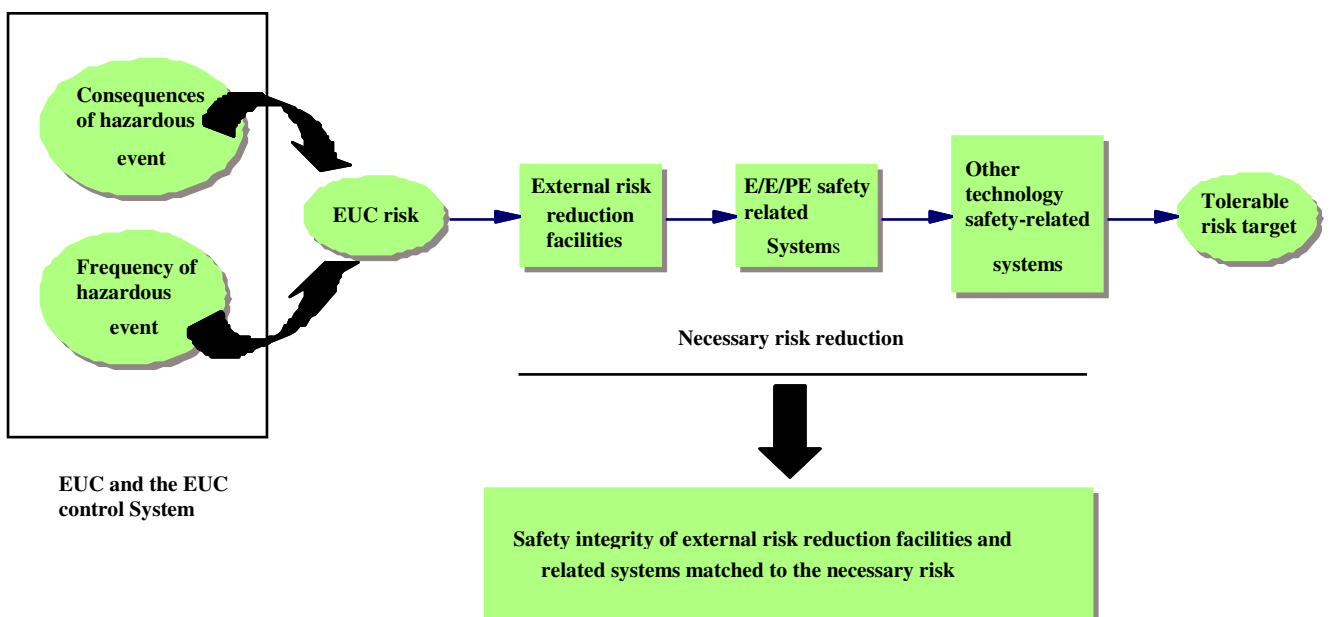 Consequences
of hazardous
event
Frequency of
hazardous
event
EUC and the EUC
control System
EUC risk
External risk
reduction
facilities
E/E/PE safety
related
Systems
Other
technology
safety-related
systems
Tolerable
risk target
Necessary risk reduction
Safety integrity of external risk reduction facilities and
related systems matched to the necessary risk